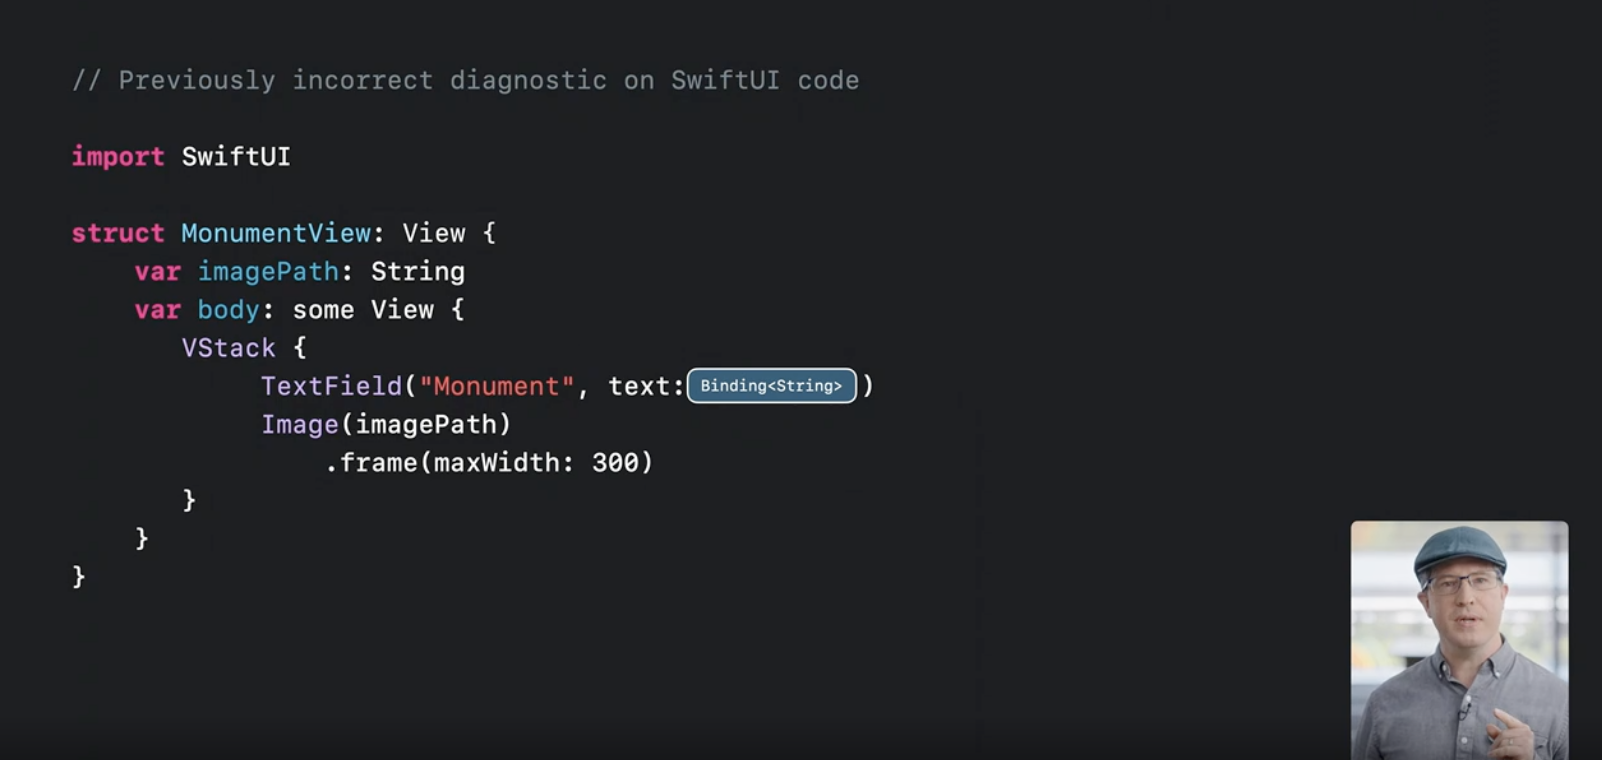 // Previously incorrect diagnostic on SwiftUI code
import SwiftUI
struct MonumentView: View {
var imagePath: String
var body: some View {
VStack {
TextField("Monument", text:Binding<String>)
Image(imagePath)
.frame(maxWidth: 300)
}
}
}